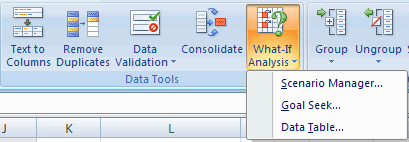 Text to Columns
Remove Duplicates
Data Validation
Consolidate
What-If Analysis
Group
Ungroup
Data Tools
Scenario Manager...
Goal Seek...
Data Table...
J K L